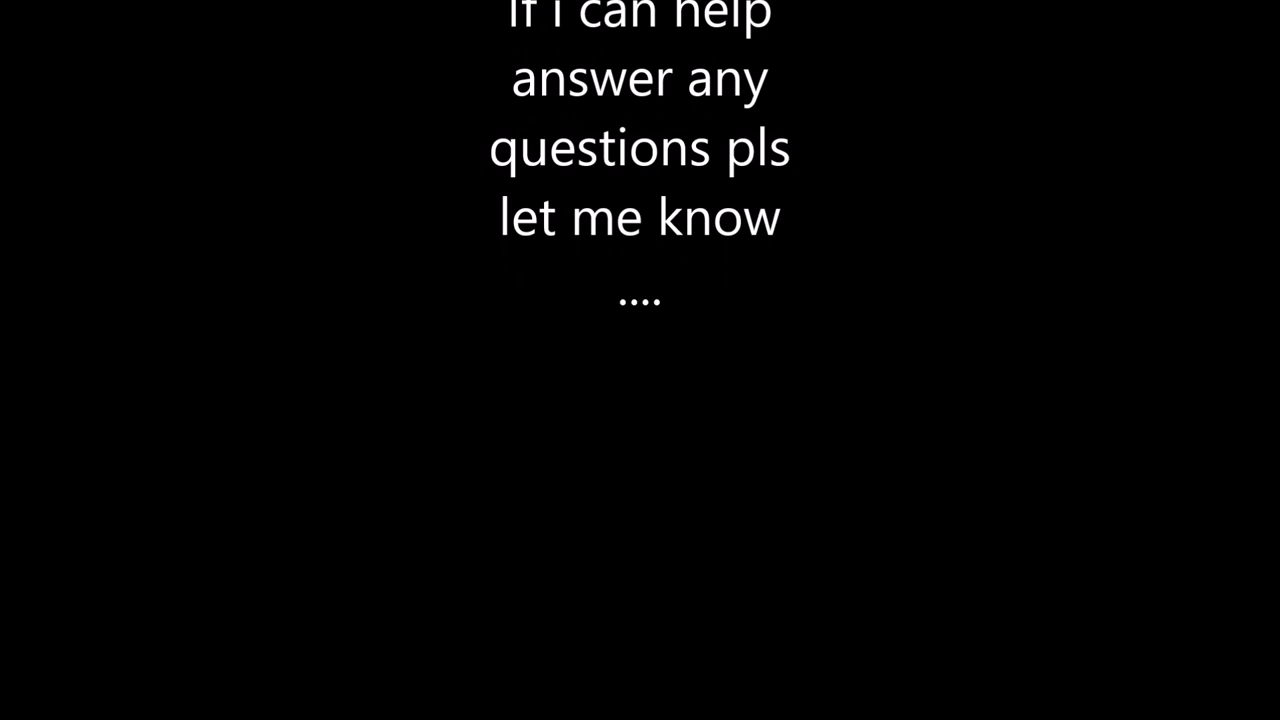 If i can help
answer any
questions pls
let me know
....